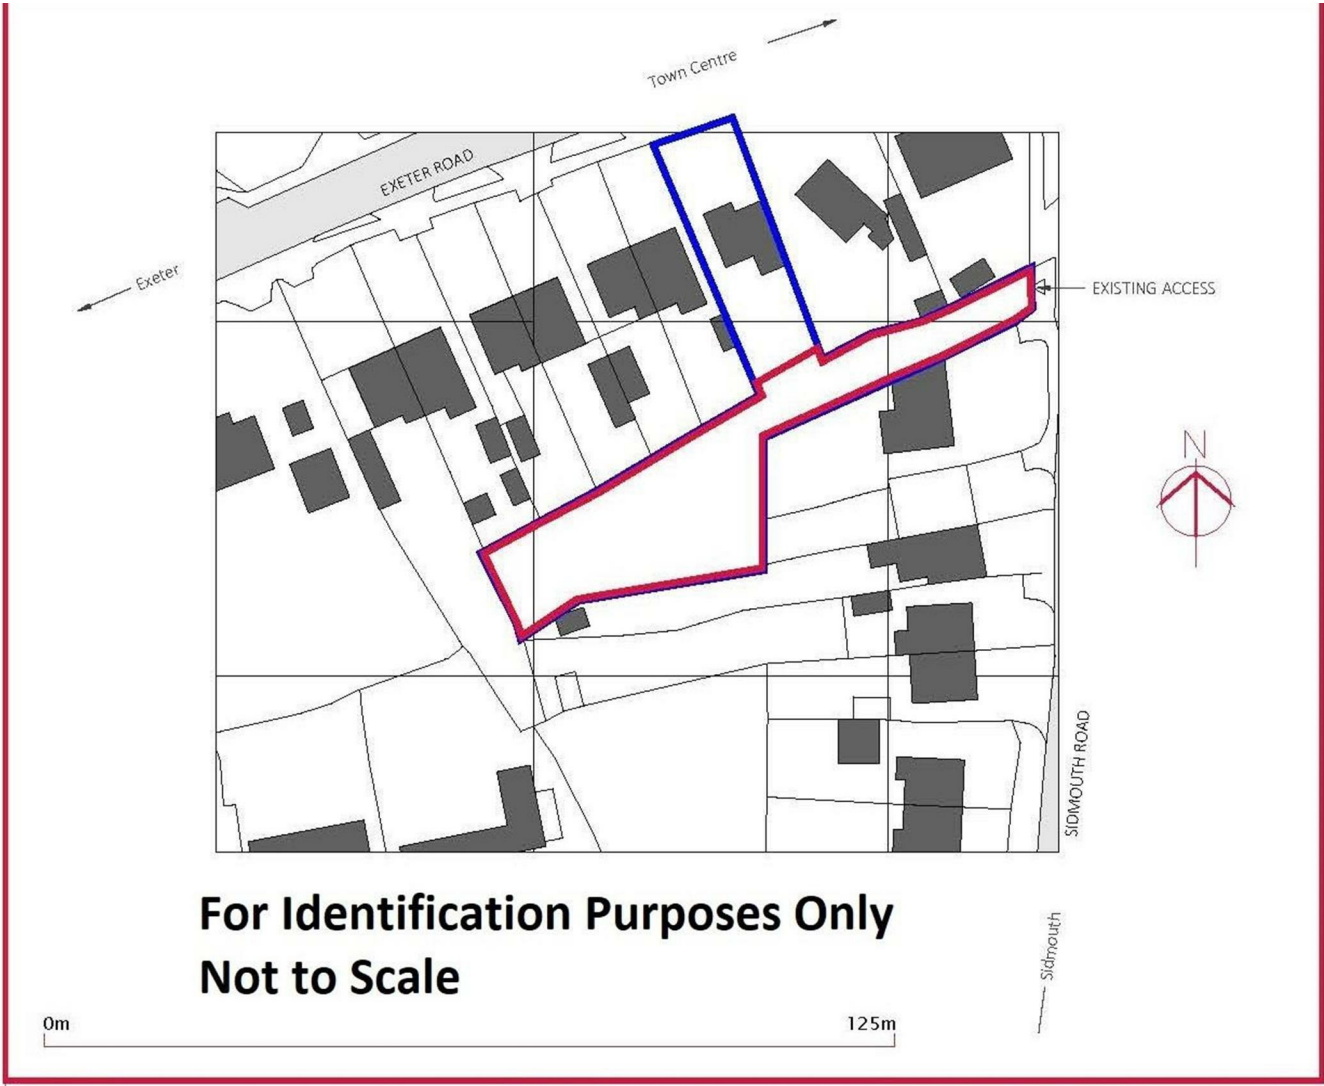 Town Centre
EXETER ROAD
Exeter
EXISTING ACCESS
N
SIDMOUTH ROAD
For Identification Purposes Only
Not to Scale
Sidmouth
0m
125m